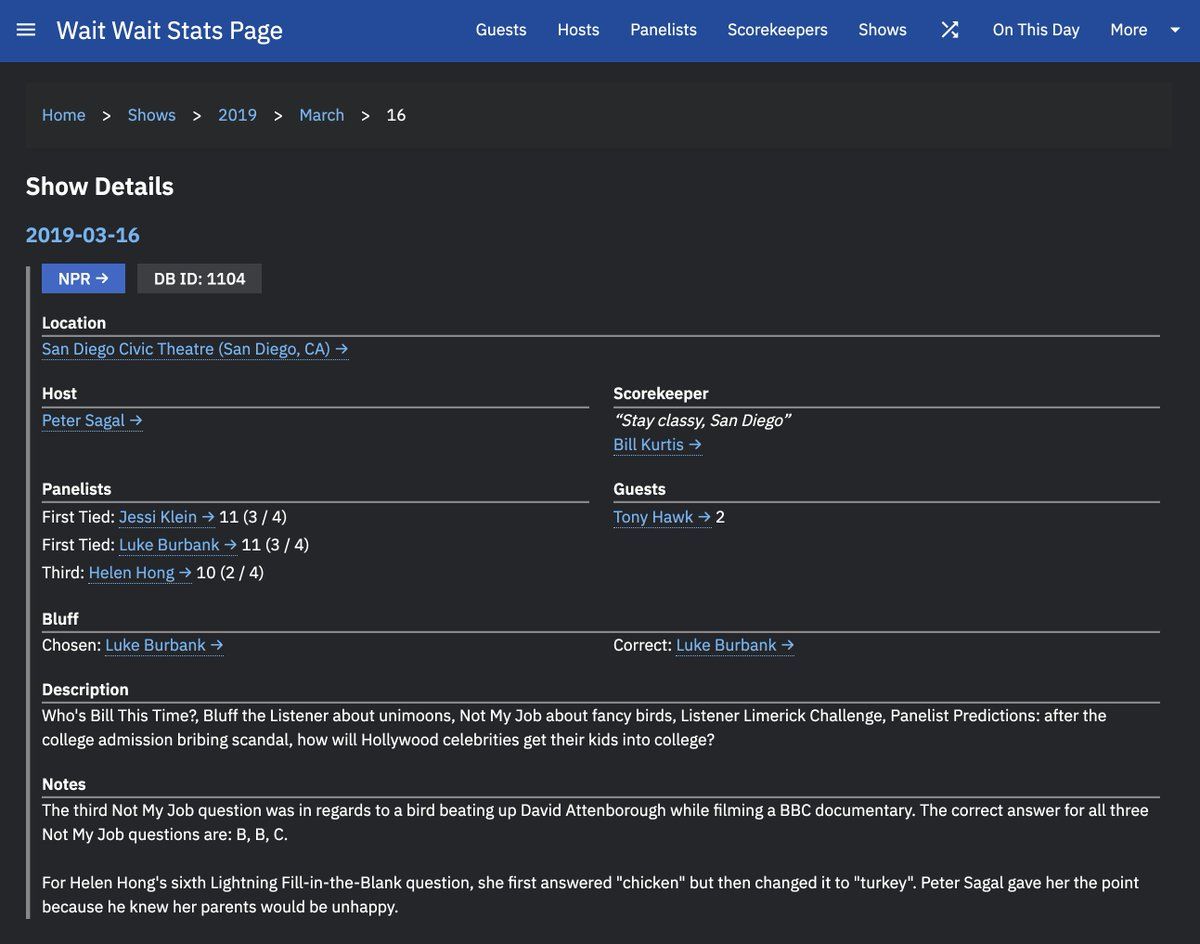 Wait Wait Stats Page
Guests Hosts Panelists Scorekeepers Shows On This Day More
Home > Shows > 2019 > March > 16
Show Details
2019-03-16
NPR → DB ID: 1104
Location
San Diego Civic Theatre (San Diego, CA) →
Host
Peter Sagal →
Scorekeeper
“Stay classy, San Diego”
Bill Kurtis →
Panelists
First Tied: Jessi Klein → 11 (3 / 4)
First Tied: Luke Burbank → 11 (3 / 4)
Third: Helen Hong → 10 (2 / 4)
Guests
Tony Hawk → 2
Bluff
Chosen: Luke Burbank →
Correct: Luke Burbank →
Description
Who's Bill This Time?, Bluff the Listener about unimoons, Not My Job about fancy birds, Listener Limerick Challenge, Panelist Predictions: after the
college admission bribing scandal, how will Hollywood celebrities get their kids into college?
Notes
The third Not My Job question was in regards to a bird beating up David Attenborough while filming a BBC documentary. The correct answer for all three
Not My Job questions are: B, B, C.
For Helen Hong's sixth Lightning Fill-in-the-Blank question, she first answered "chicken" but then changed it to "turkey". Peter Sagal gave her the point
because he knew her parents would be unhappy.